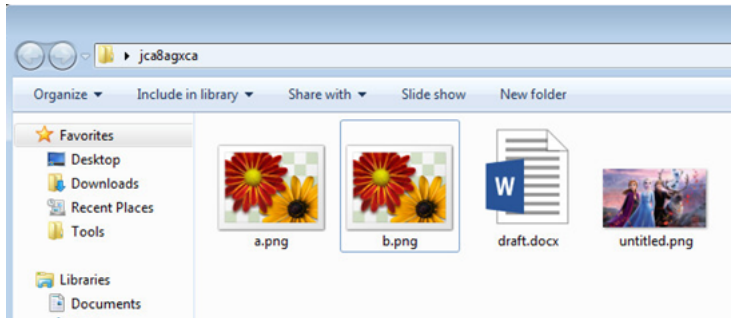 jca8agxca
Organize Include in library Share with Slide show New folder
Favorites
Desktop
Downloads
Recent Places
Tools
Libraries
Documents
W
a.png b.png draft.docx untitled.png